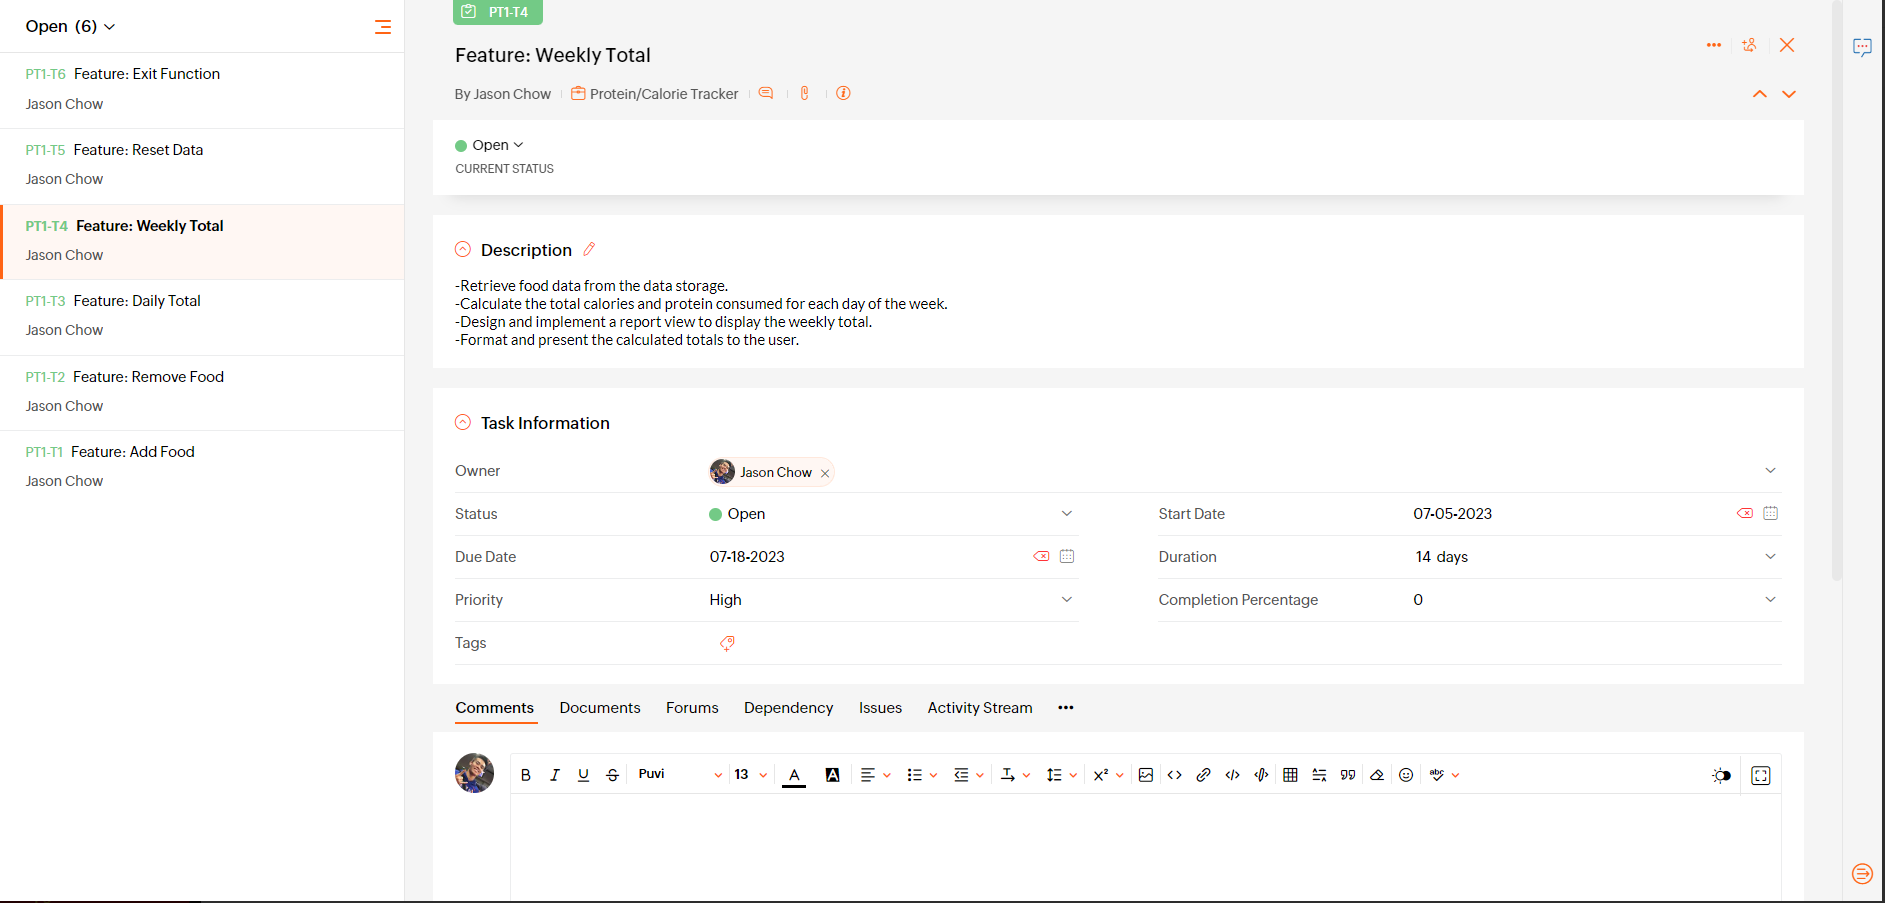 Open (6)
PT1-T6 Feature: Exit Function
Jason Chow
PT1-T5 Feature: Reset Data
Jason Chow
PT1-T4 Feature: Weekly Total
Jason Chow
PT1-T3 Feature: Daily Total
Jason Chow
PT1-T2 Feature: Remove Food
Jason Chow
PT1-T1 Feature: Add Food
Jason Chow
PT1-T4
Feature: Weekly Total
By Jason Chow Protein/Calorie Tracker
Open
CURRENT STATUS
Description
-Retrieve food data from the data storage.
-Calculate the total calories and protein consumed for each day of the week.
-Design and implement a report view to display the weekly total.
-Format and present the calculated totals to the user.
Task Information
Owner Jason Chow
Status Open Start Date 07-05-2023
Due Date 07-18-2023 Duration 14 days
Priority High Completion Percentage 0
Tags
Comments Documents Forums Dependency Issues Activity Stream
B I U S Puvi 13 A A T X² abc